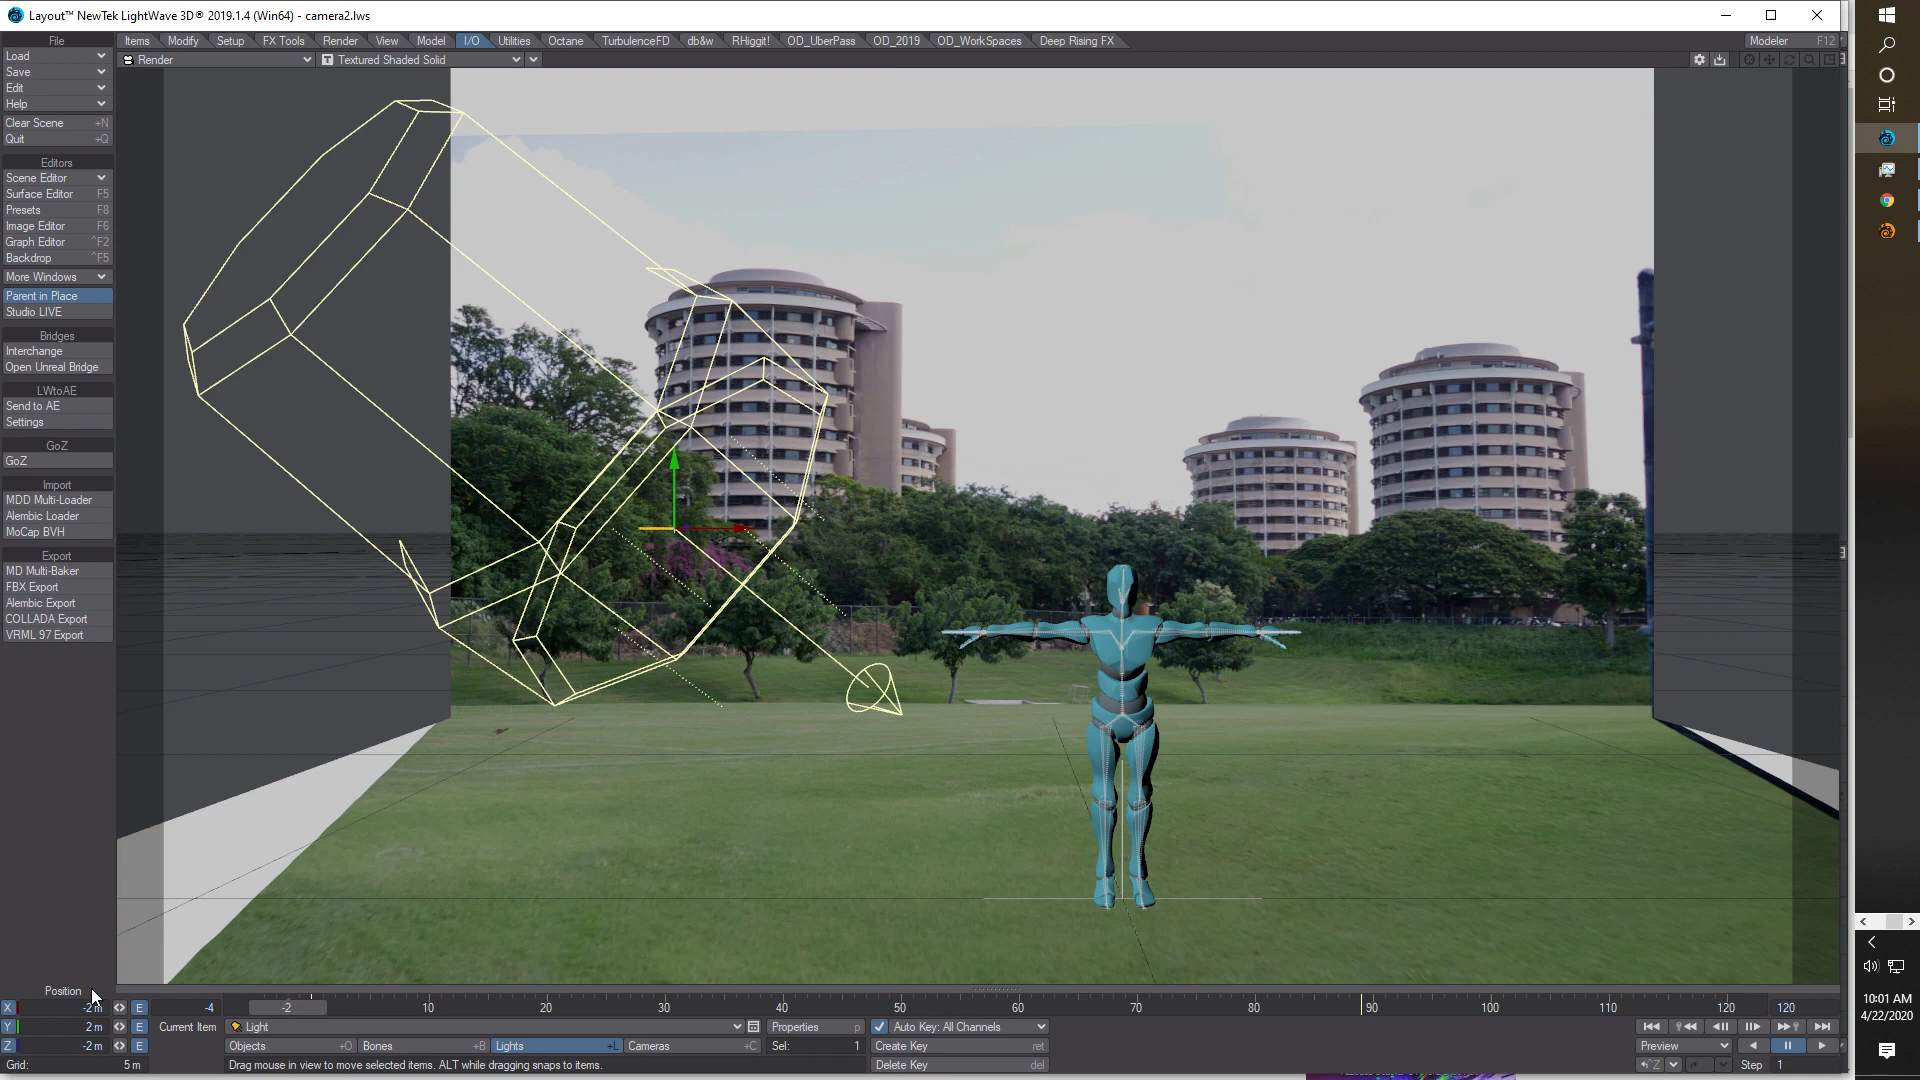 Layout™ NewTek LightWave 3D® 2019.1.4 (Win64) - camera2.lws
File
Items Modify Setup FX Tools Render View Model I/O Utilities Octane TurbulenceFD db&w RHiggit! OD_UberPass OD_2019 OD_WorkSpaces Deep Rising FX Modeler F12
Load
Render T Textured Shaded Solid
Save
Edit
Help
Clear Scene +N
Quit +Q
Editors
Scene Editor
Surface Editor F5
Presets F8
Image Editor F6
Graph Editor ^F2
Backdrop ^F5
More Windows
Parent in Place
Studio LIVE
Bridges
Interchange
Open Unreal Bridge
LWtoAE
Send to AE
Settings
GoZ
GoZ
Import
MDD Multi-Loader
Alembic Loader
MoCap BVH
Export
MD Multi-Baker
FBX Export
Alembic Export
COLLADA Export
VRML 97 Export
Position
X -2 m E -4 -2 10 20 30 40 50 60 70 80 90 100 110 120 120
Y 2 m E Current Item Light Properties p Auto Key: All Channels
Z -2 m E Objects +O Bones +B Lights +L Cameras +C Sel: 1 Create Key ret Preview
Grid: 5 m Drag mouse in view to move selected items. ALT while dragging snaps to items. Delete Key del Step 1
10:01 AM
4/22/2020